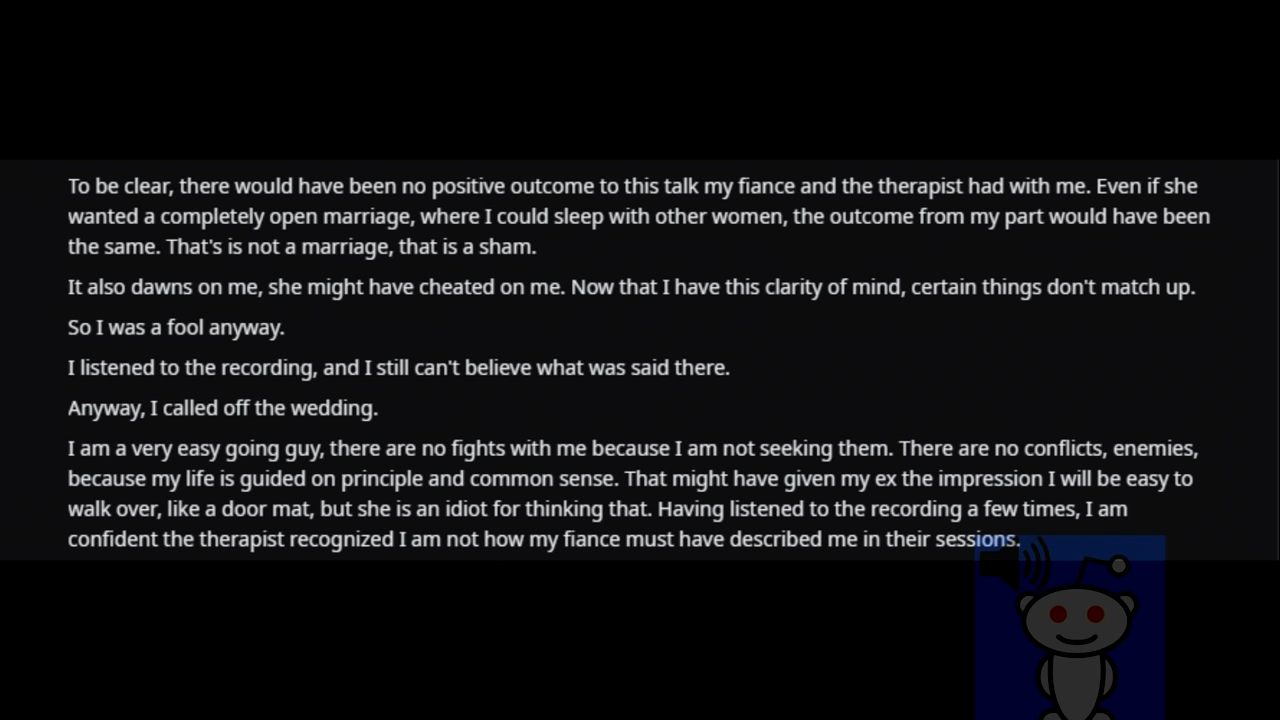 To be clear, there would have been no positive outcome to this talk my fiance and the therapist had with me. Even if she
wanted a completely open marriage, where I could sleep with other women, the outcome from my part would have been
the same. That's is not a marriage, that is a sham.
It also dawns on me, she might have cheated on me. Now that I have this clarity of mind, certain things don't match up.
So I was a fool anyway.
I listened to the recording, and I still can't believe what was said there.
Anyway, I called off the wedding.
I am a very easy going guy, there are no fights with me because I am not seeking them. There are no conflicts, enemies,
because my life is guided on principle and common sense. That might have given my ex the impression I will be easy to
walk over, like a door mat, but she is an idiot for thinking that. Having listened to the recording a few times, I am
confident the therapist recognized I am not how my fiance must have described me in their sessions.